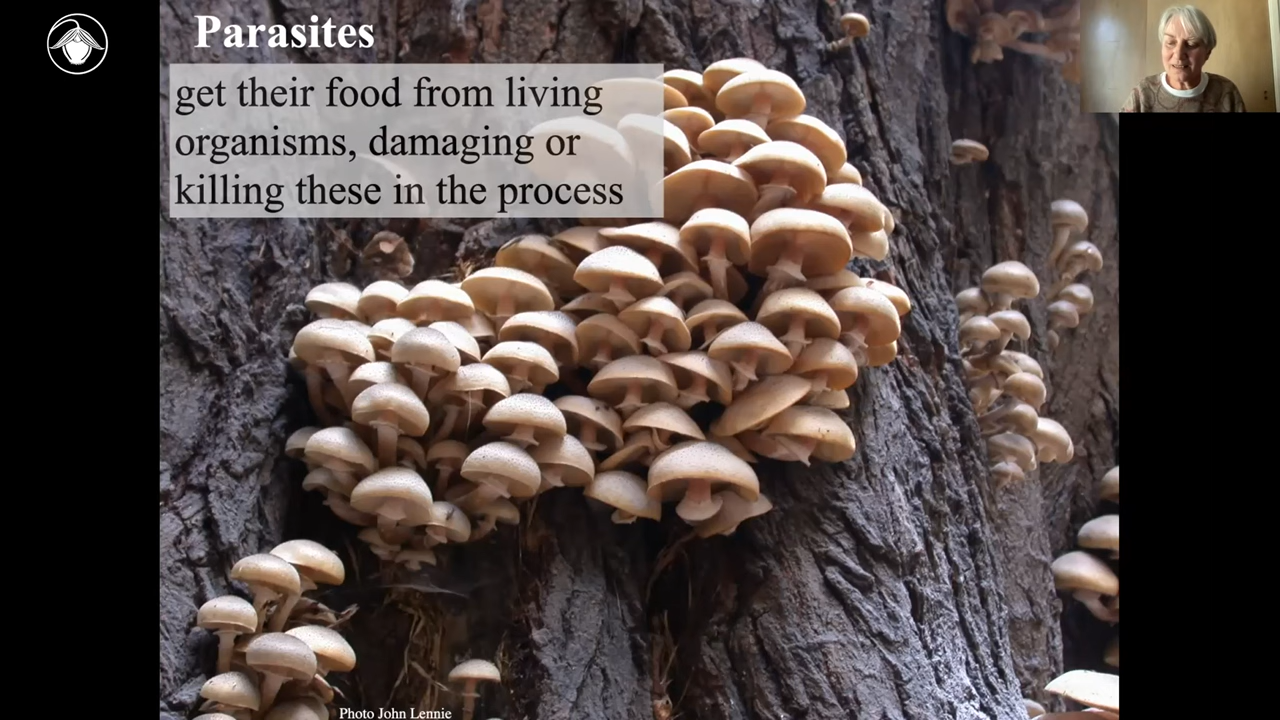 Parasites
get their food from living
organisms, damaging or
killing these in the process
Photo John Lennie